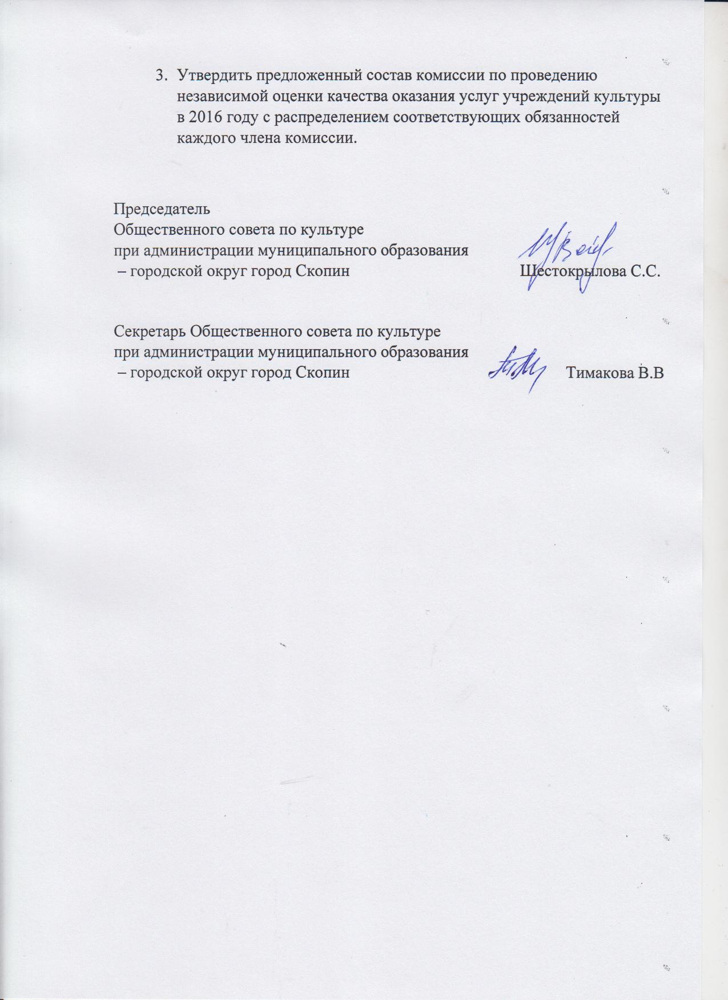 3. Утвердить предложенный состав комиссии по проведению
независимой оценки качества оказания услуг учреждений культуры
в 2016 году с распределением соответствующих обязанностей
каждого члена комиссии.
Председатель
Общественного совета по культуре
при администрации муниципального образования
– городской округ город Скопин Шестокрылова С.С.
Секретарь Общественного совета по культуре
при администрации муниципального образования
– городской округ город Скопин Тимакова В.В